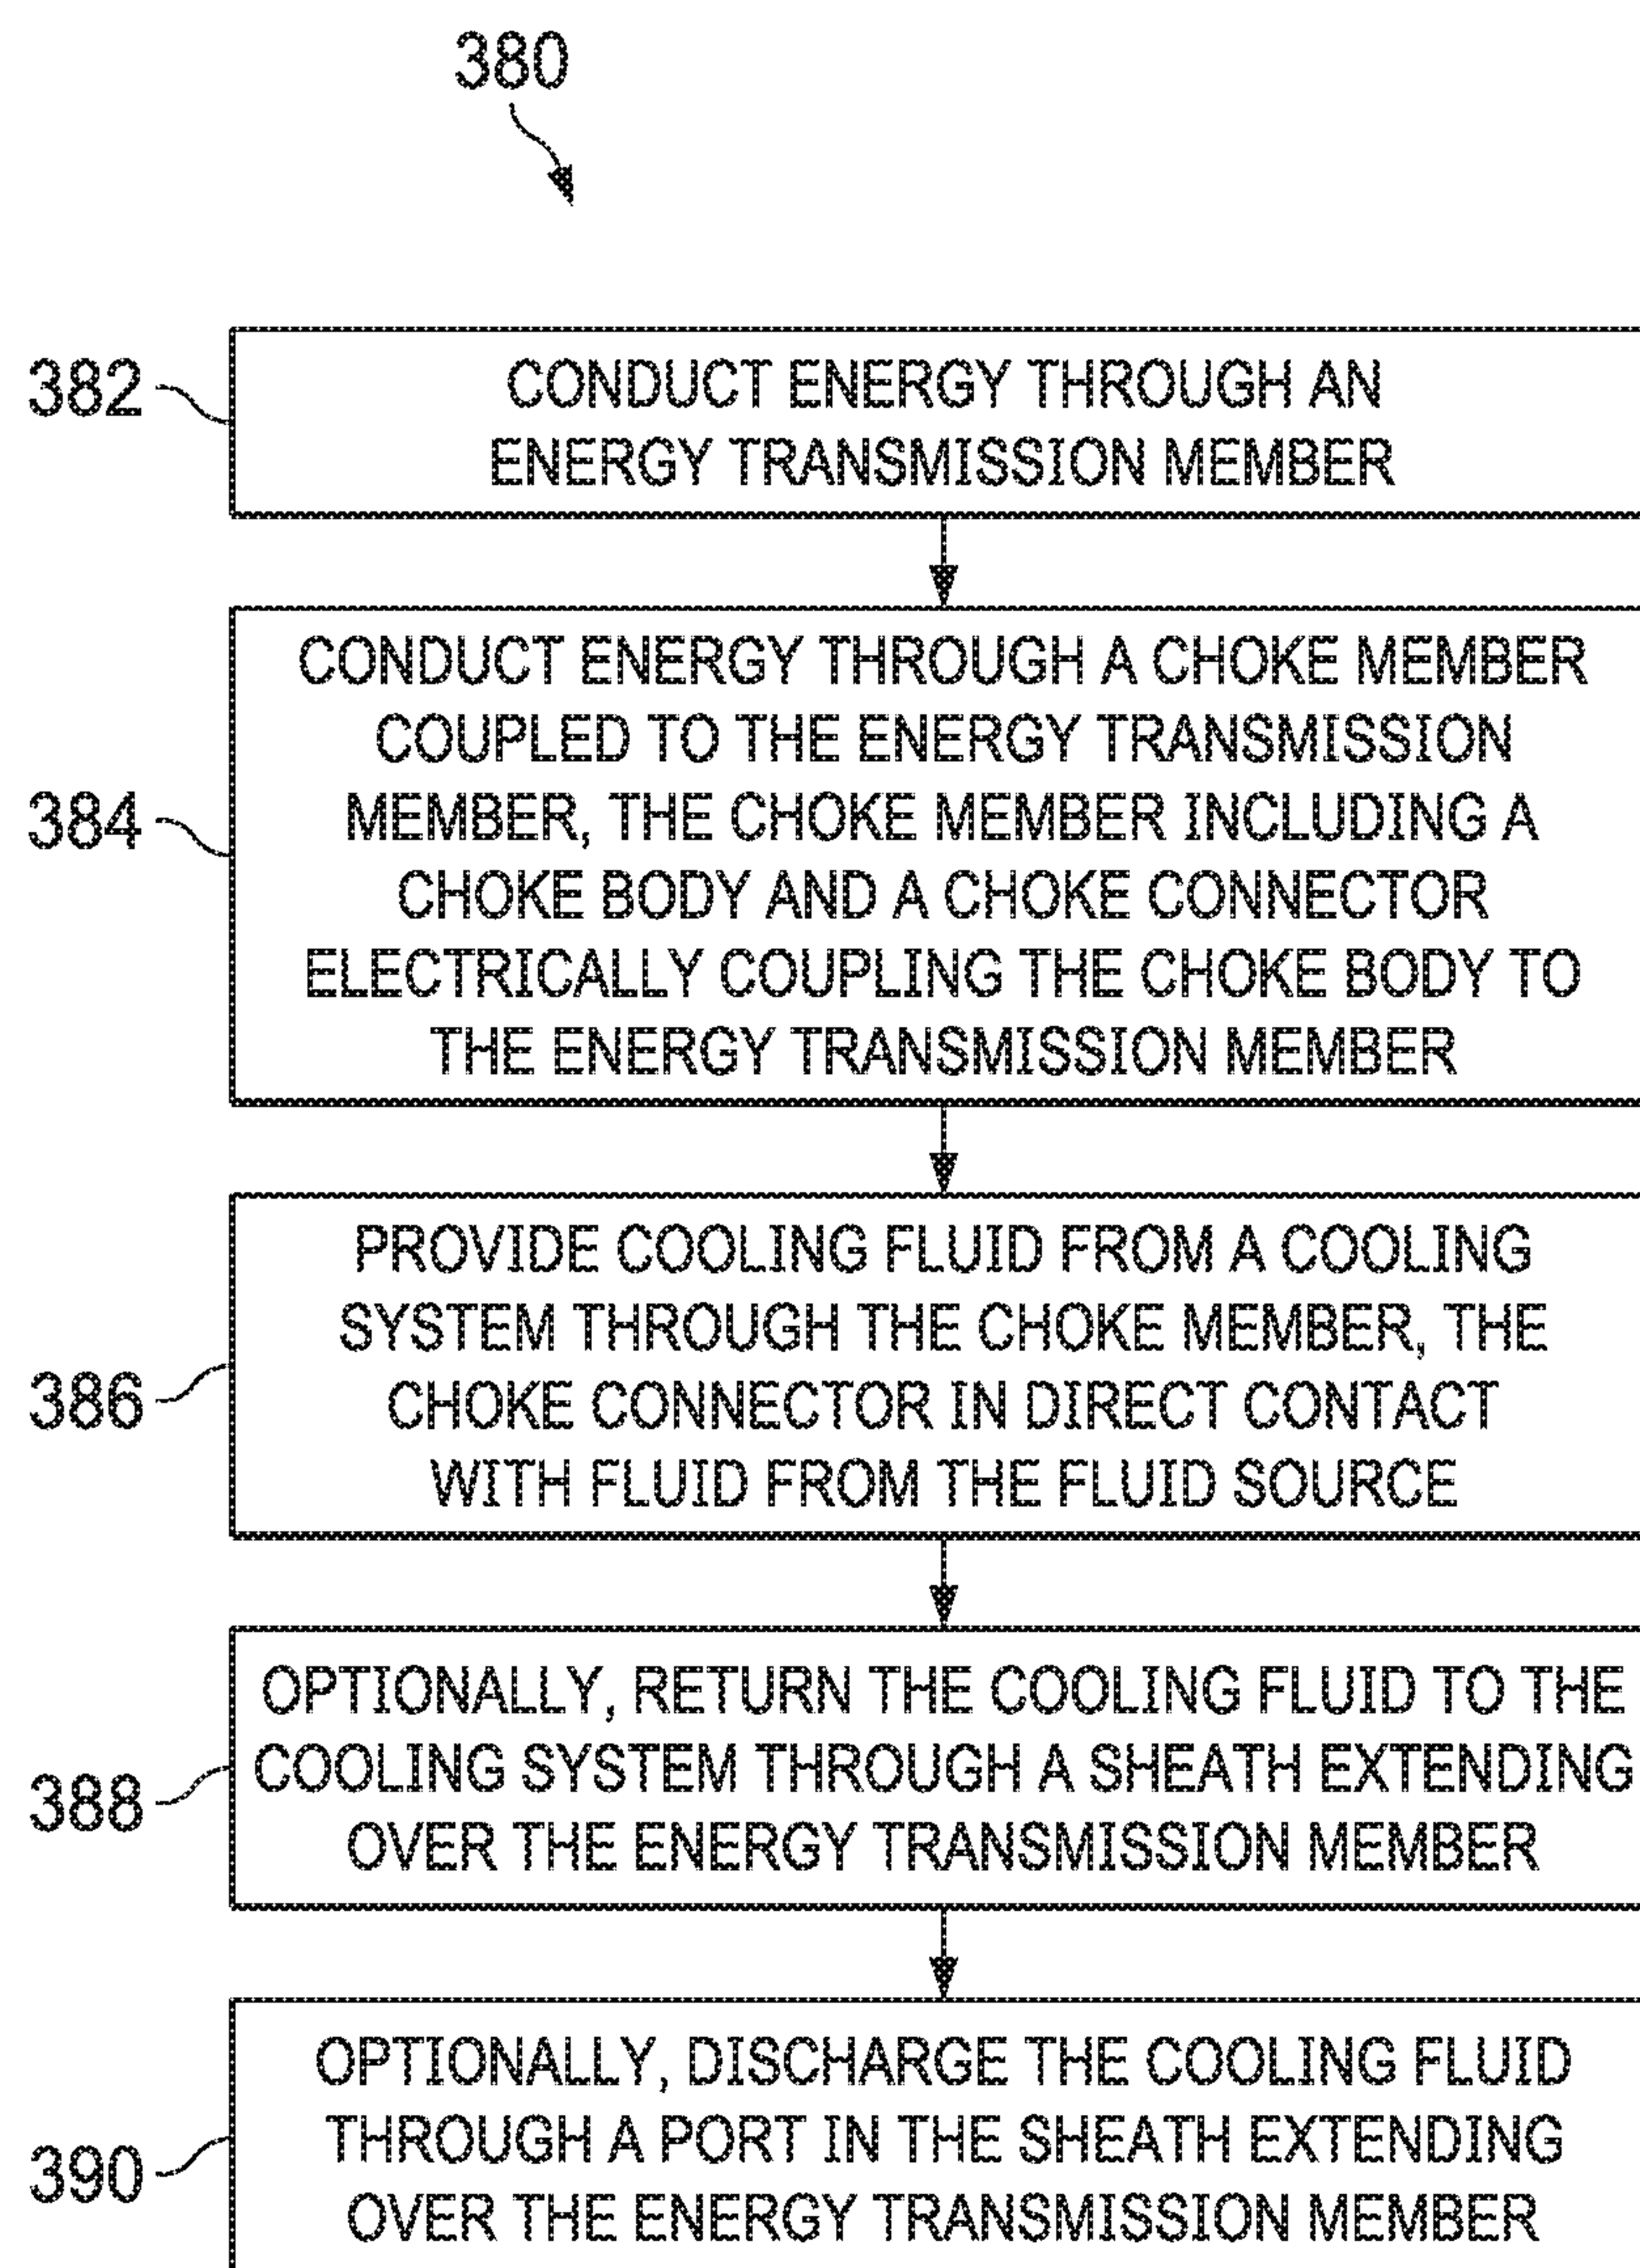 380
382
CONDUCT ENERGY THROUGH AN
ENERGY TRANSMISSION MEMBER
384
CONDUCT ENERGY THROUGH A CHOKE MEMBER
COUPLED TO THE ENERGY TRANSMISSION
MEMBER, THE CHOKE MEMBER INCLUDING A
CHOKE BODY AND A CHOKE CONNECTOR
ELECTRICALLY COUPLING THE CHOKE BODY TO
THE ENERGY TRANSMISSION MEMBER
386
PROVIDE COOLING FLUID FROM A COOLING
SYSTEM THROUGH THE CHOKE MEMBER, THE
CHOKE CONNECTOR IN DIRECT CONTACT
WITH FLUID FROM THE FLUID SOURCE
388
OPTIONALLY, RETURN THE COOLING FLUID TO THE
COOLING SYSTEM THROUGH A SHEATH EXTENDING
OVER THE ENERGY TRANSMISSION MEMBER
390
OPTIONALLY, DISCHARGE THE COOLING FLUID
THROUGH A PORT IN THE SHEATH EXTENDING
OVER THE ENERGY TRANSMISSION MEMBER